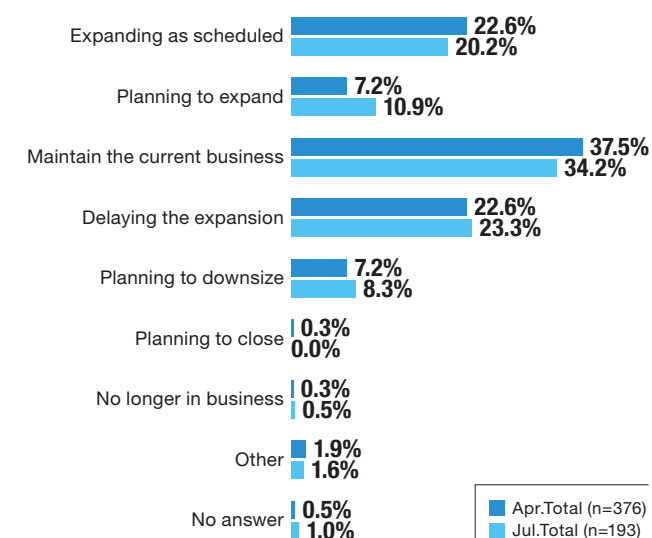 Expanding as scheduled
22.6%
20.2%
Planning to expand
7.2%
10.9%
Maintain the current business
37.5%
34.2%
Delaying the expansion
22.6%
23.3%
Planning to downsize
7.2%
8.3%
Planning to close
0.3%
0.0%
No longer in business
0.3%
0.5%
Other
1.9%
1.6%
No answer
0.5%
1.0%
Apr.Total (n=376)
Jul.Total (n=193)